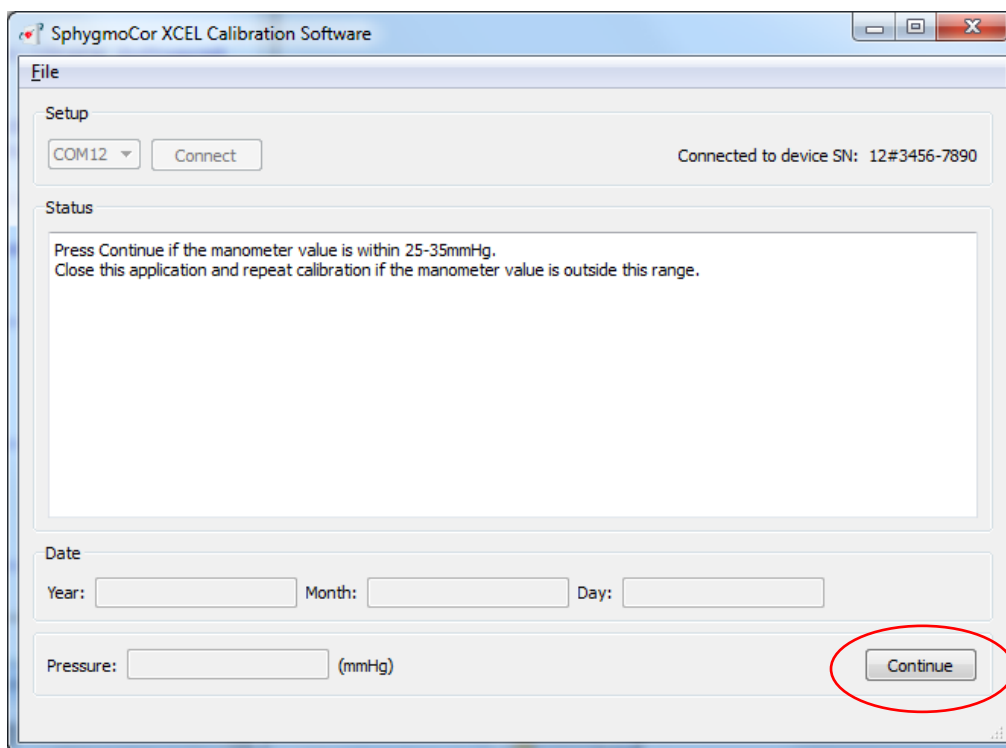 SphygmoCor XCEL Calibration Software
File
Setup
COM12 Connect Connected to device SN: 12#3456-7890
Status
Press Continue if the manometer value is within 25-35mmHg.
Close this application and repeat calibration if the manometer value is outside this range.
Date
Year: Month: Day:
Pressure: (mmHg) Continue